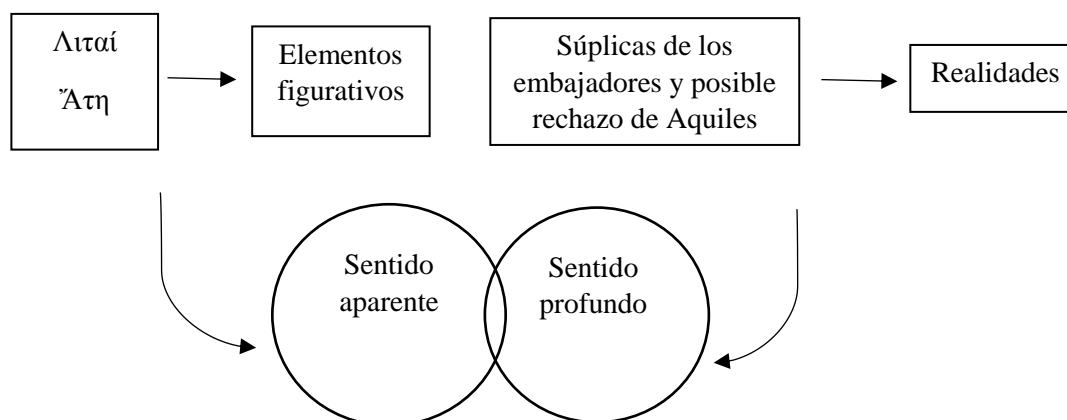 Λιταί
Ἄτη
Elementos
figurativos
Súplicas de los
embajadores y posible
rechazo de Aquiles
Realidades
Sentido
aparente
Sentido
profundo